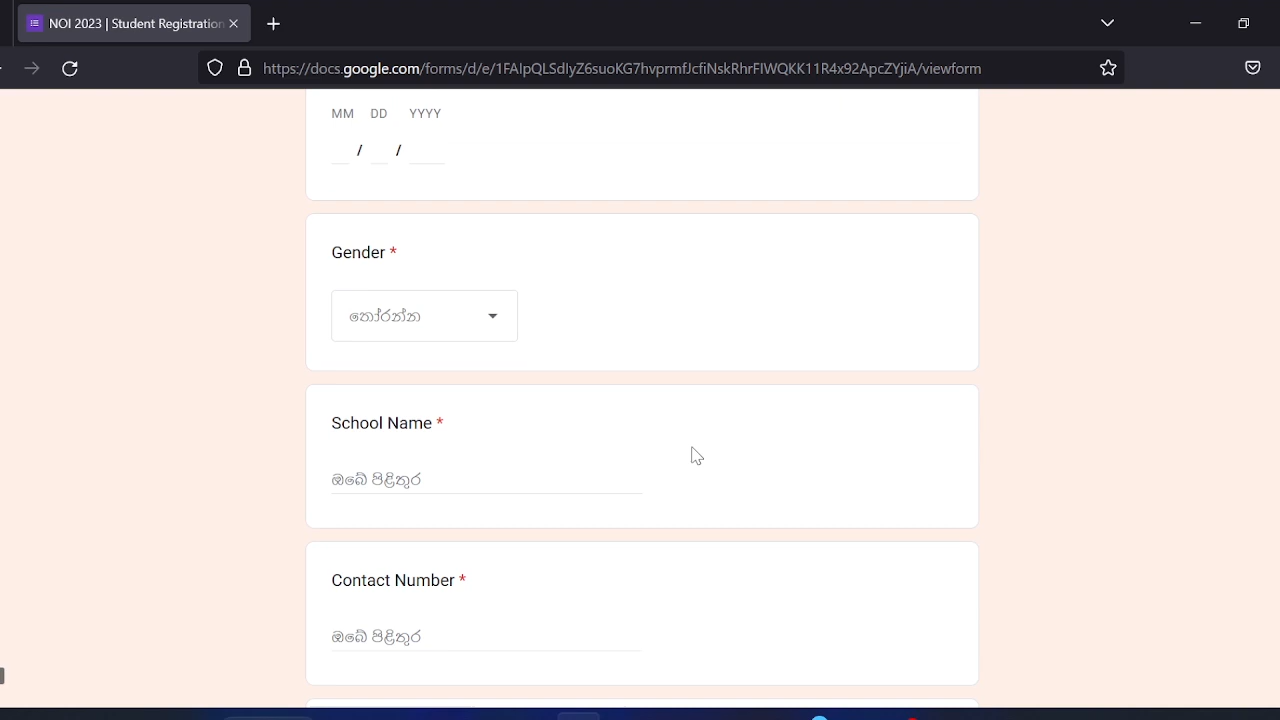 NOI 2023 | Student Registration
https://docs.google.com/forms/d/e/1FAIpQLSdlyZ6suoKG7hvprmfJcfiNskRhrFIWQKK11R4x92ApcZYjiA/viewform
MM DD YYYY
/ /
Gender *
තෝරන්න
School Name *
ඔබේ පිළිතුර
Contact Number *
ඔබේ පිළිතුර